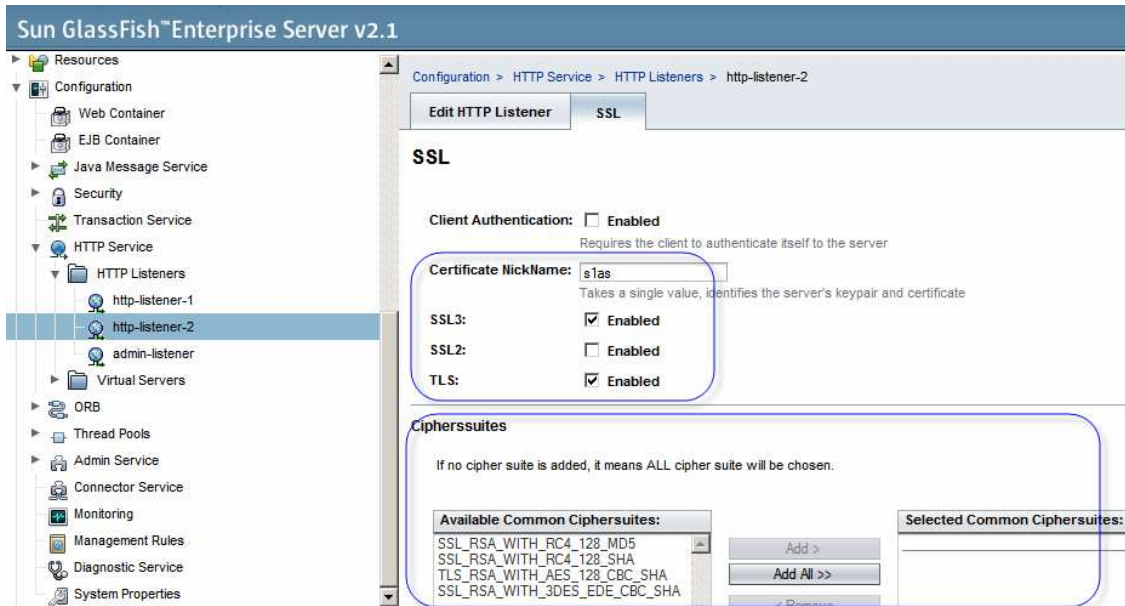 Sun GlassFish™ Enterprise Server v2.1
Resources
Configuration
Web Container
EJB Container
Java Message Service
Security
Transaction Service
HTTP Service
HTTP Listeners
http-listener-1
http-listener-2
admin-listener
Virtual Servers
ORB
Thread Pools
Admin Service
Connector Service
Monitoring
Management Rules
Diagnostic Service
System Properties
Configuration > HTTP Service > HTTP Listeners > http-listener-2
Edit HTTP Listener SSL
SSL
Client Authentication: Enabled
Requires the client to authenticate itself to the server
Certificate NickName: s1as
Takes a single value, identifies the server's keypair and certificate
SSL3: Enabled
SSL2: Enabled
TLS: Enabled
Cipherssuites
If no cipher suite is added, it means ALL cipher suite will be chosen.
Available Common Ciphersuites:
SSL_RSA_WITH_RC4_128_MD5
SSL_RSA_WITH_RC4_128_SHA
TLS_RSA_WITH_AES_128_CBC_SHA
SSL_RSA_WITH_3DES_EDE_CBC_SHA
Add >
Add All >>
< Remove
Selected Common Ciphersuites: